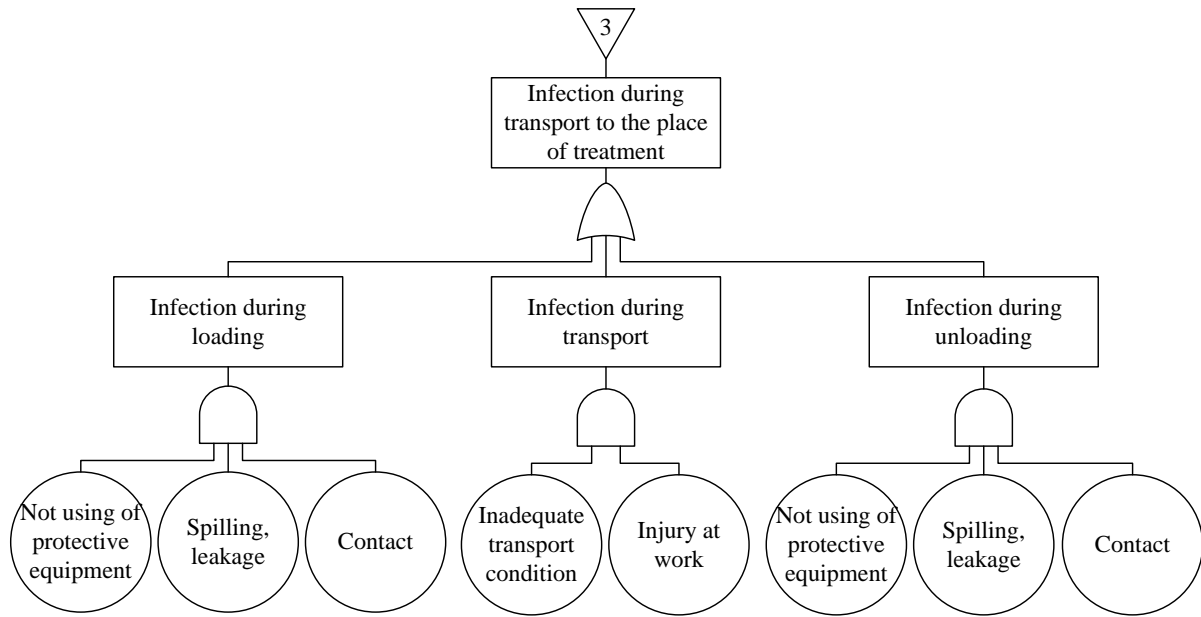 3
Infection during
transport to the place
of treatment
Infection during
loading
Infection during
transport
Infection during
unloading
Not using of
protective
equipment
Spilling,
leakage
Contact
Inadequate
transport
condition
Injury at
work
Not using of
protective
equipment
Spilling,
leakage
Contact